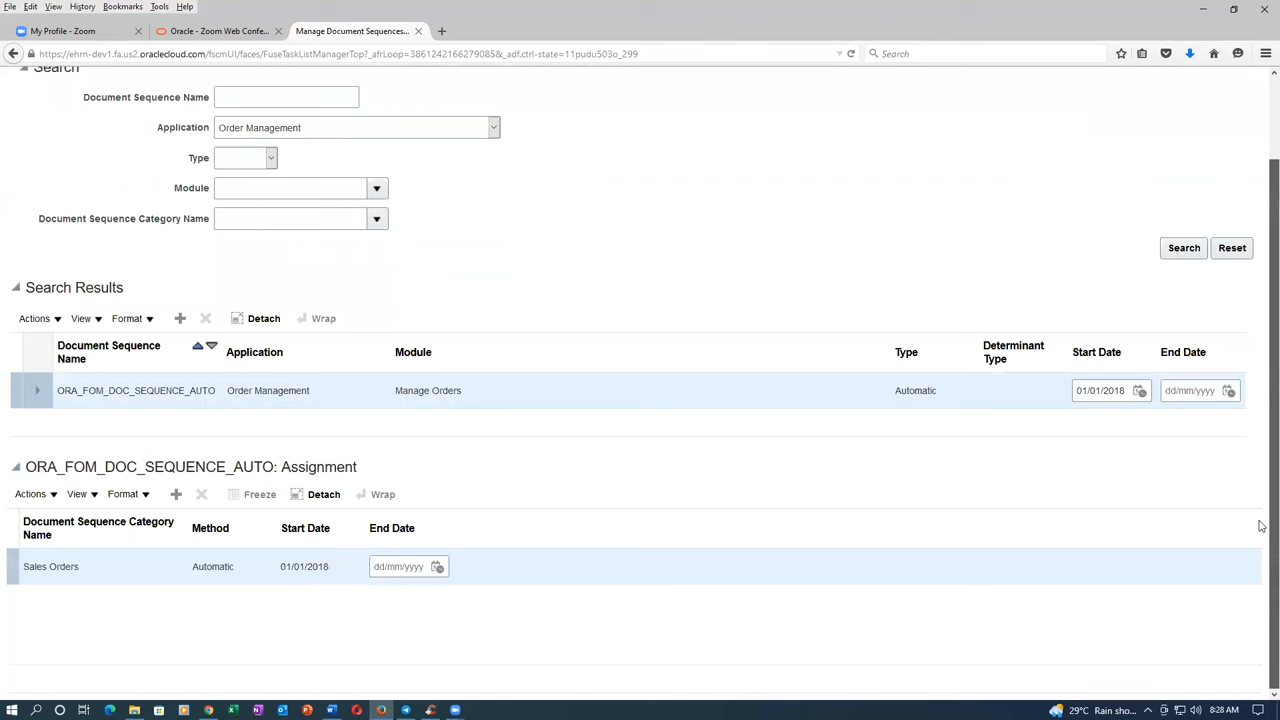 File Edit View History Bookmarks Tools Help
My Profile - Zoom
Oracle - Zoom Web Confe...
Manage Document Sequences...
https://ehrn-dev1.fa.us2.oraclecloud.com/fscmUI/faces/FuseTaskListManagerTop?_afrLoop=3861242166279085&_adf.ctrl-state=11pudu503o_299
Search
Search
Document Sequence Name
Application Order Management
Type
Module
Document Sequence Category Name
Search Reset
Search Results
Actions View Format Detach Wrap
Document Sequence Name Application Module Type Determinant Type Start Date End Date
ORA_FOM_DOC_SEQUENCE_AUTO Order Management Manage Orders Automatic 01/01/2018 dd/mm/yyyy
ORA_FOM_DOC_SEQUENCE_AUTO: Assignment
Actions View Format Freeze Detach Wrap
Document Sequence Category Name Method Start Date End Date
Sales Orders Automatic 01/01/2018 dd/mm/yyyy
29°C Rain sho... 8:28 AM